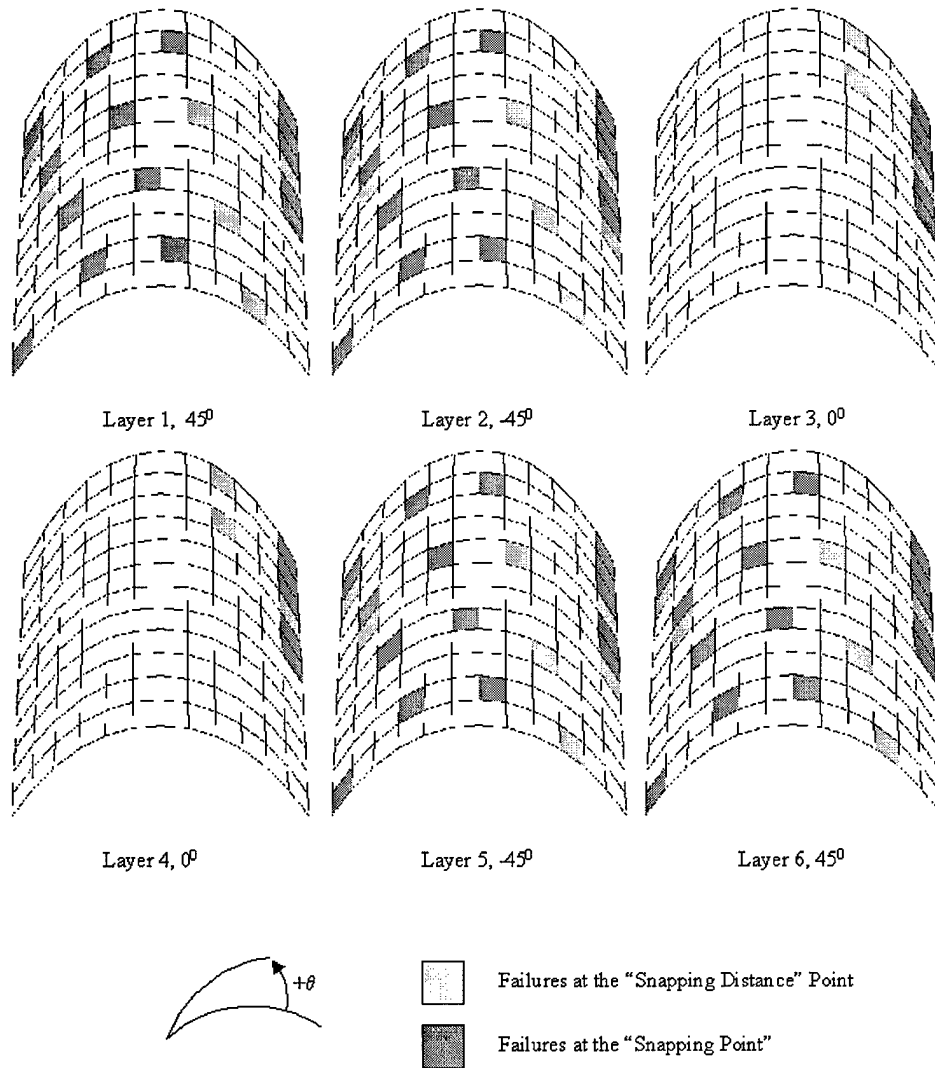 Layer 1, 45⁰
Layer 2, -45⁰
Layer 3, 0⁰
Layer 4, 0⁰
Layer 5, -45⁰
Layer 6, 45⁰
+θ
Failures at the “Snapping Distance” Point
Failures at the “Snapping Point”